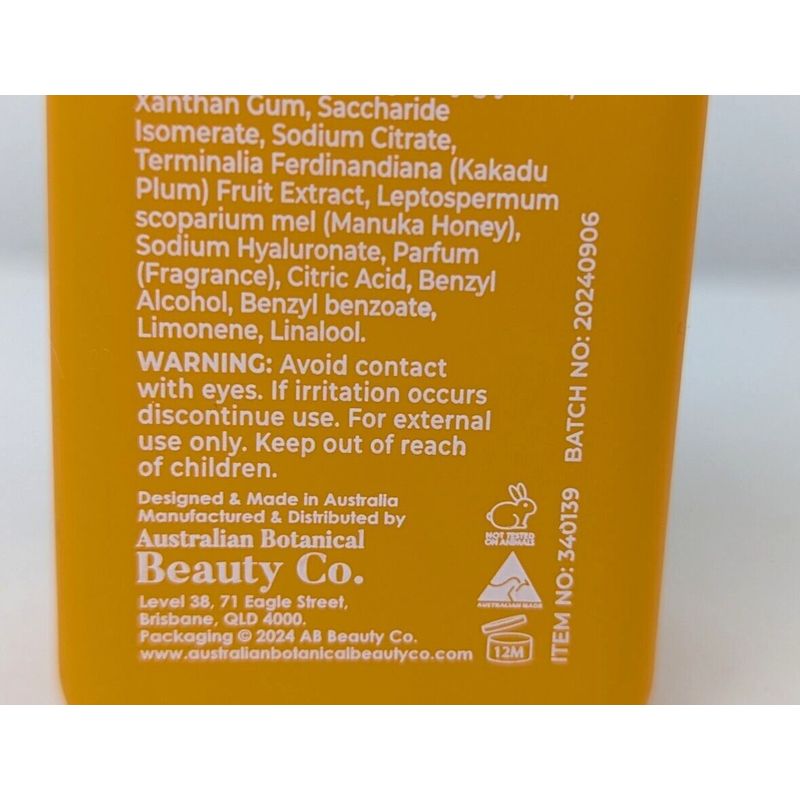 Xanthan Gum, Saccharide
Isomerate, Sodium Citrate,
Terminalia Ferdinandiana (Kakadu
Plum) Fruit Extract, Leptospermum
scoparium mel (Manuka Honey),
Sodium Hyaluronate, Parfum
(Fragrance), Citric Acid, Benzyl
Alcohol, Benzyl benzoate,
Limonene, Linalool.
WARNING: Avoid contact
with eyes. If irritation occurs
discontinue use. For external
use only. Keep out of reach
of children.
Designed & Made in Australia
Manufactured & Distributed by
Australian Botanical
Beauty Co.
Level 38, 71 Eagle Street,
Brisbane, QLD 4000.
Packaging © 2024 AB Beauty Co.
www.australianbotanicalbeautyco.com
NOT TESTED
ON ANIMALS
AUSTRALIAN MADE
12M
ITEM NO: 340139 BATCH NO: 20240906